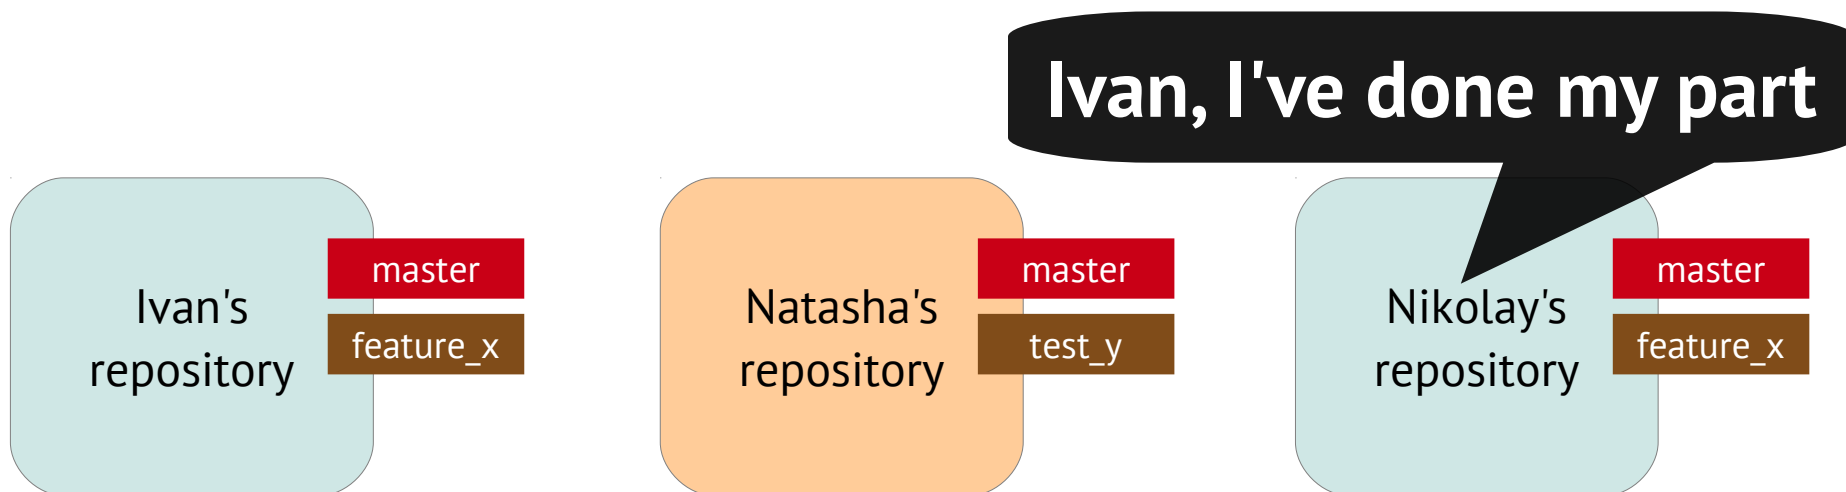 Ivan, I've done my part
Ivan's
repository
master
feature_x
Natasha's
repository
master
test_y
Nikolay's
repository
master
feature_x